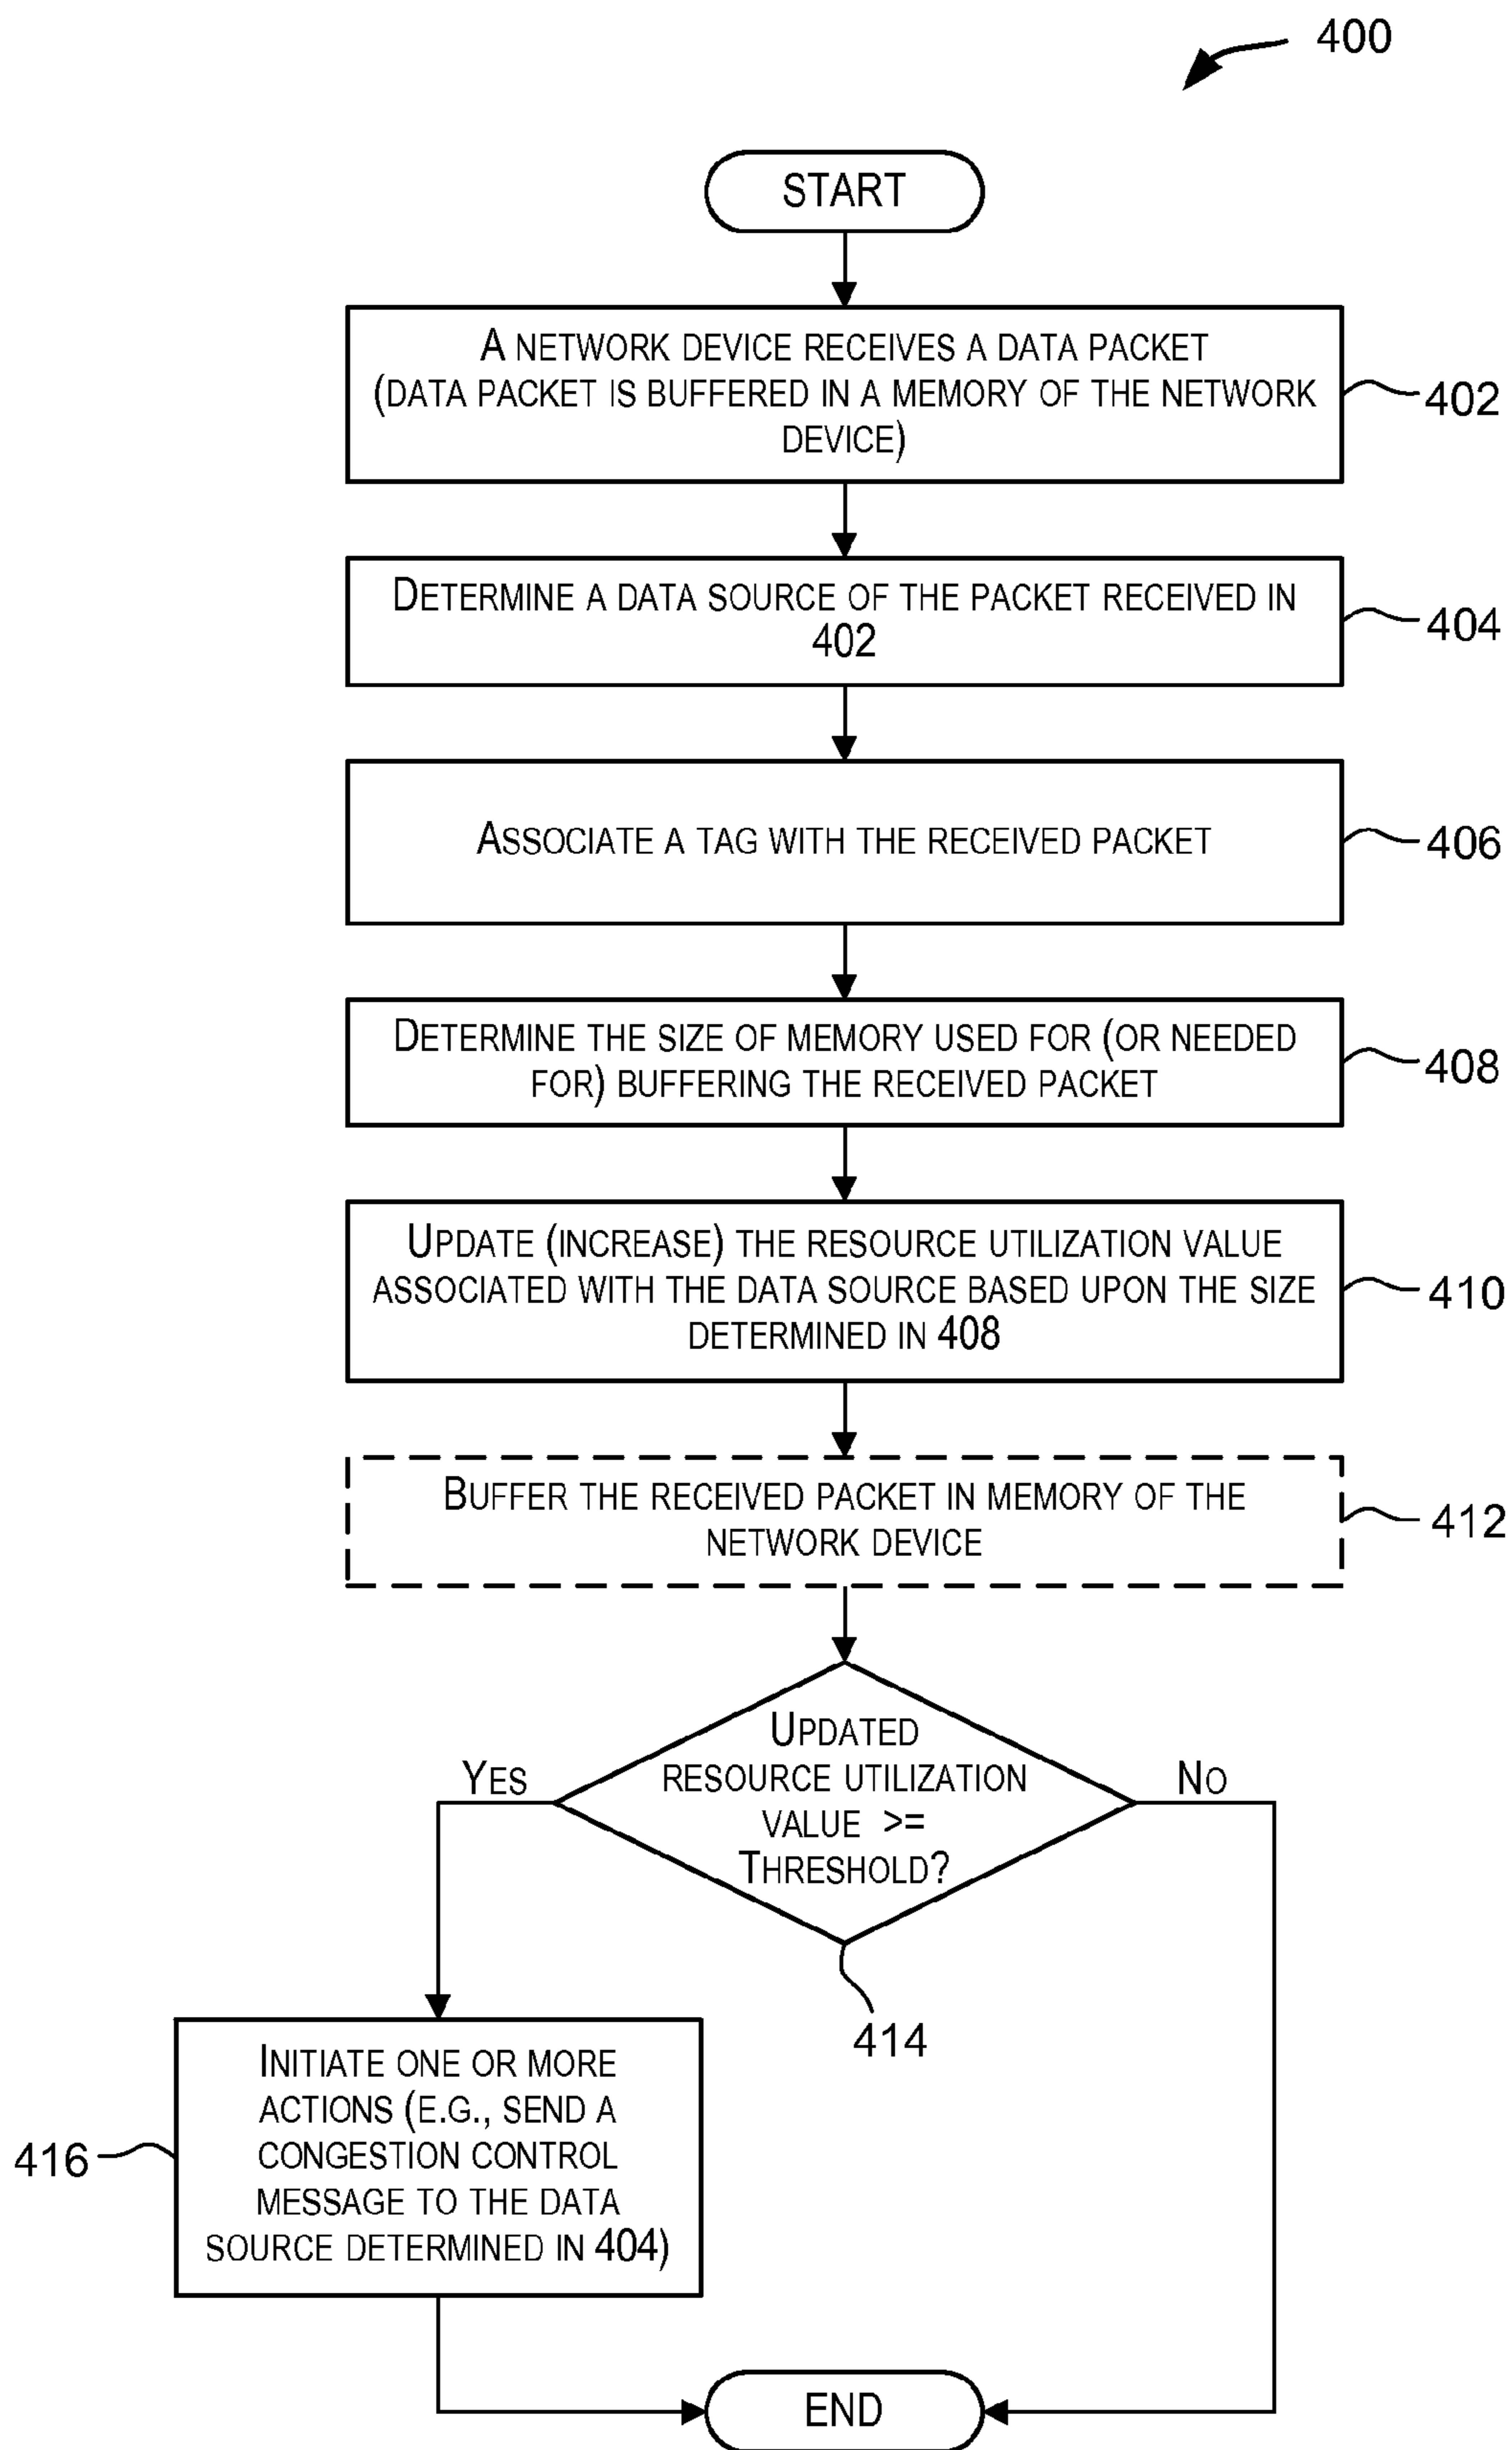 400
START
A NETWORK DEVICE RECEIVES A DATA PACKET
(DATA PACKET IS BUFFERED IN A MEMORY OF THE NETWORK
DEVICE)
402
DETERMINE A DATA SOURCE OF THE PACKET RECEIVED IN
402
404
ASSOCIATE A TAG WITH THE RECEIVED PACKET
406
DETERMINE THE SIZE OF MEMORY USED FOR (OR NEEDED
FOR) BUFFERING THE RECEIVED PACKET
408
UPDATE (INCREASE) THE RESOURCE UTILIZATION VALUE
ASSOCIATED WITH THE DATA SOURCE BASED UPON THE SIZE
DETERMINED IN 408
410
BUFFER THE RECEIVED PACKET IN MEMORY OF THE
NETWORK DEVICE
412
UPDATED
RESOURCE UTILIZATION
VALUE >=
THRESHOLD?
YES
NO
414
INITIATE ONE OR MORE
ACTIONS (E.G., SEND A
CONGESTION CONTROL
MESSAGE TO THE DATA
SOURCE DETERMINED IN 404)
416
END